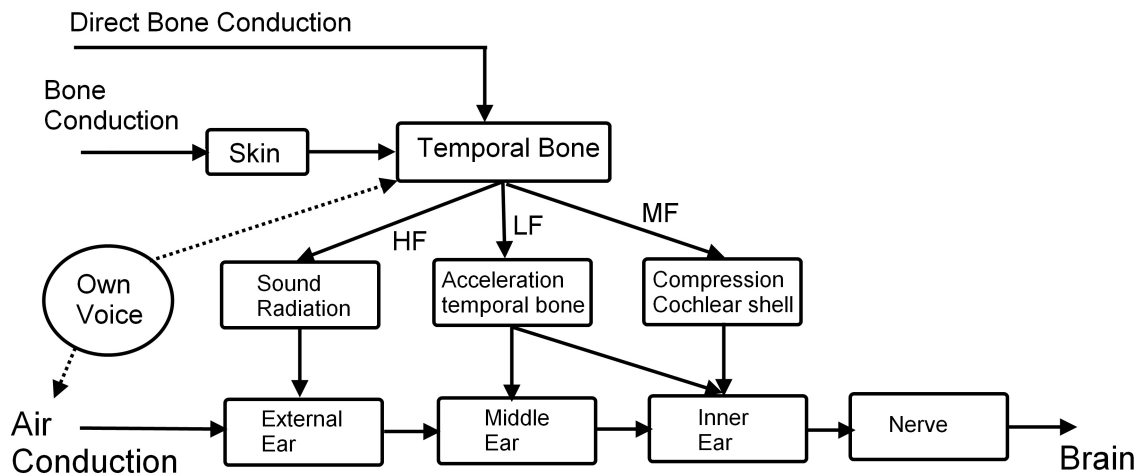 Direct Bone Conduction
Bone
Conduction
Skin
Temporal Bone
HF
LF
MF
Own
Voice
Sound
Radiation
Acceleration
temporal bone
Compression
Cochlear shell
Air
Conduction
External
Ear
Middle
Ear
Inner
Ear
Nerve
Brain